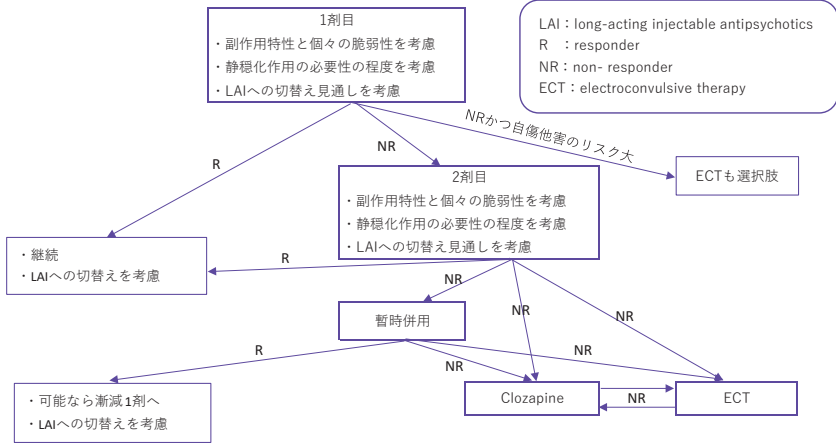 1剤目
・副作用特性と個々の脆弱性を考慮
・静穏化作用の必要性の程度を考慮
・LAIへの切替え見通しを考慮
LAI：long-acting injectable antipsychotics
R ：responder
NR：non- responder
ECT：electroconvulsive therapy
NRかつ自傷他害のリスク大
R
NR
ECTも選択肢
2剤目
・副作用特性と個々の脆弱性を考慮
・静穏化作用の必要性の程度を考慮
・LAIへの切替え見通しを考慮
・継続
・LAIへの切替えを考慮
R
NR
NR
NR
暫時併用
R
NR
NR
・可能なら漸減1剤へ
・LAIへの切替えを考慮
Clozapine
NR
ECT